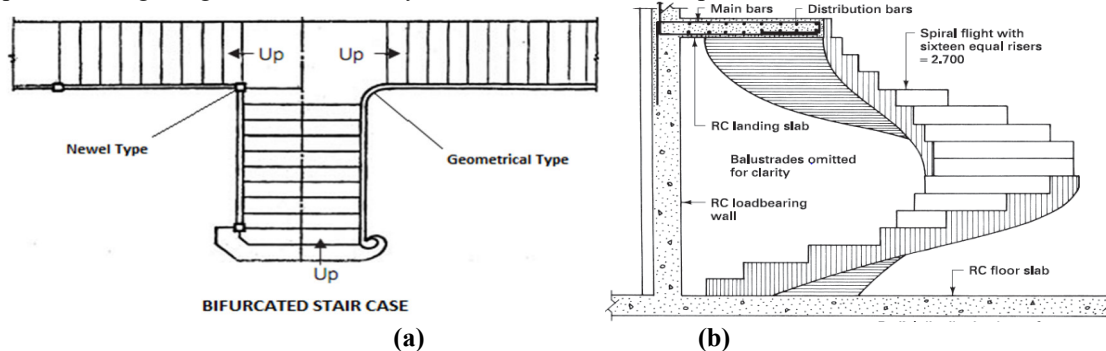 Up
Up
Newel Type
Geometrical Type
Up
BIFURCATED STAIR CASE
(a)
Main bars
Distribution bars
Spiral flight with
sixteen equal risers
= 2.700
RC landing slab
Balustrades omitted
for clarity
RC loadbearing
wall
RC floor slab
(b)